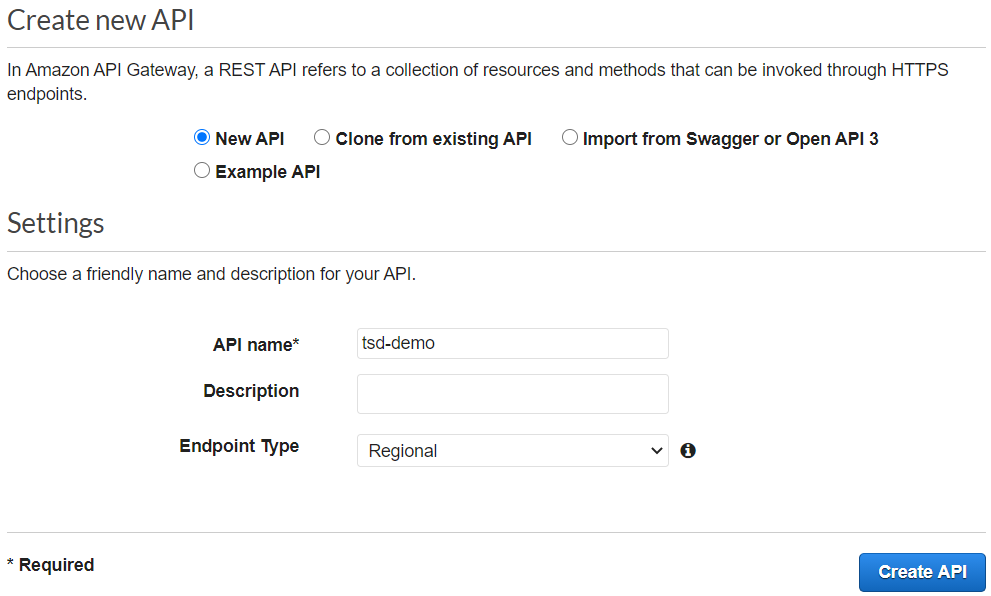 Create new API
In Amazon API Gateway, a REST API refers to a collection of resources and methods that can be invoked through HTTPS
endpoints.
New API Clone from existing API Import from Swagger or Open API 3
Example API
Settings
Choose a friendly name and description for your API.
API name* tsd-demo
Description
Endpoint Type Regional
* Required
Create API